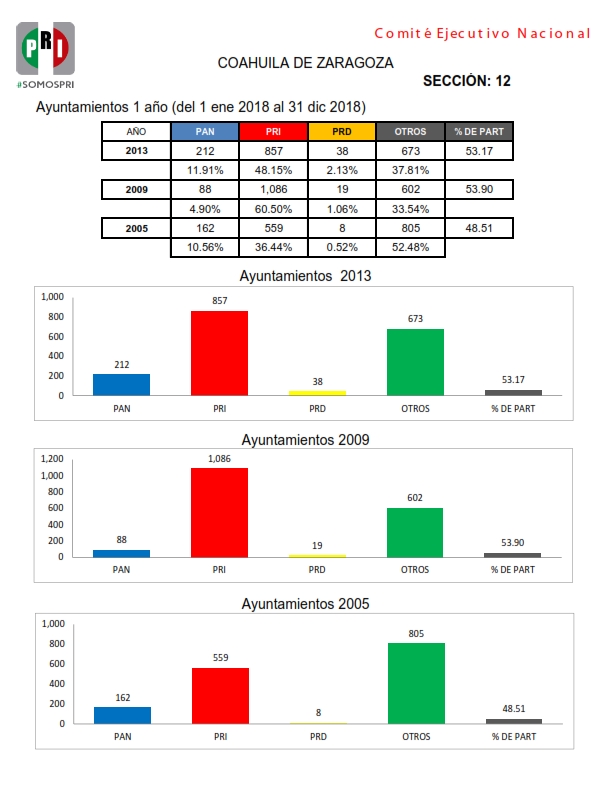 PRI
#SOMOSPRI
Comité Ejecutivo Nacional
COAHUILA DE ZARAGOZA
SECCIÓN: 12
Ayuntamientos 1 año (del 1 ene 2018 al 31 dic 2018)
AÑO PAN PRI PRD OTROS % DE PART
2013 212 857 38 673 53.17
11.91% 48.15% 2.13% 37.81%
2009 88 1,086 19 602 53.90
4.90% 60.50% 1.06% 33.54%
2005 162 559 8 805 48.51
10.56% 36.44% 0.52% 52.48%
Ayuntamientos 2013
1,000
800
600
400
200
0
212 857 38 673 53.17
PAN PRI PRD OTROS % DE PART
Ayuntamientos 2009
1,200
1,000
800
600
400
200
0
88 1,086 19 602 53.90
PAN PRI PRD OTROS % DE PART
Ayuntamientos 2005
1,000
800
600
400
200
0
162 559 8 805 48.51
PAN PRI PRD OTROS % DE PART